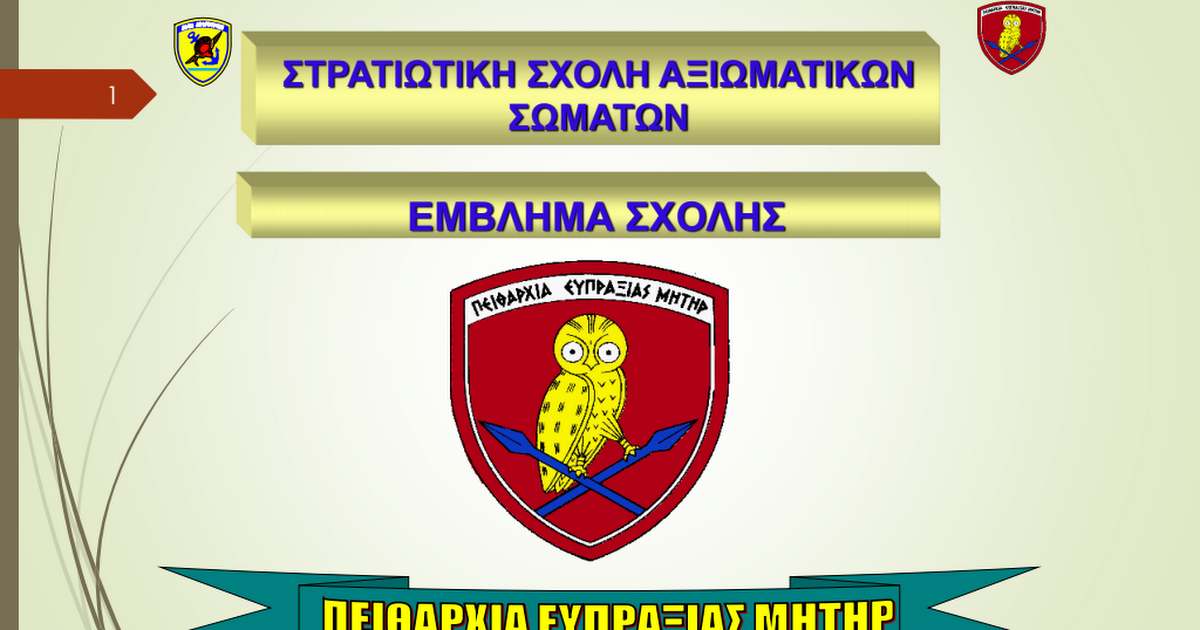 1
ΣΤΡΑΤΙΩΤΙΚΗ ΣΧΟΛΗ ΑΞΙΩΜΑΤΙΚΩΝ
ΣΩΜΑΤΩΝ
ΕΜΒΛΗΜΑ ΣΧΟΛΗΣ
ΠΕΙΘΑΡΧΙΑ ΕΥΠΡΑΞΙΑΣ ΜΗΤΗΡ
ΠΕΙΘΑΡΧΙΑ ΕΥΠΡΑΞΙΑΣ ΜΗΤΗΡ